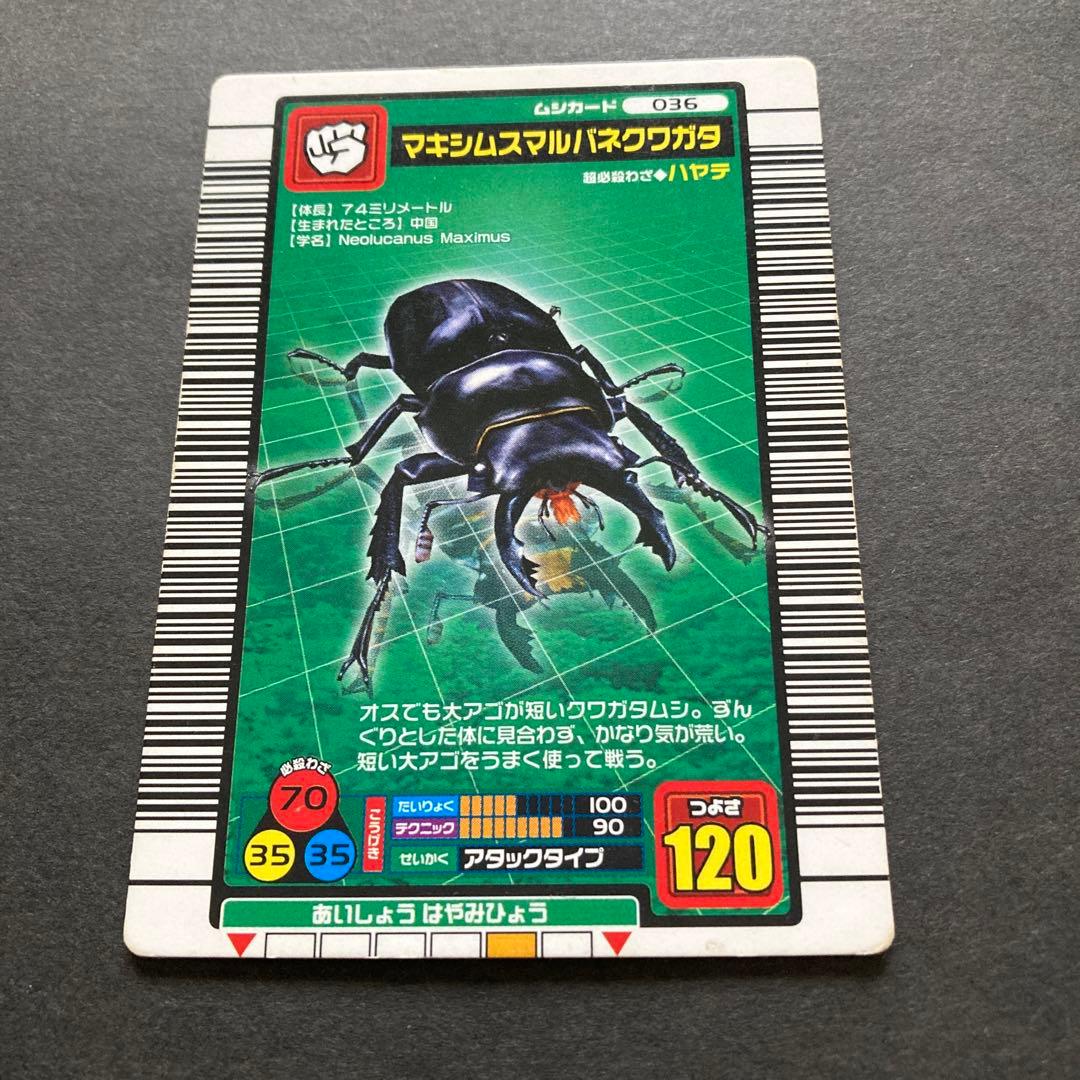 ムシカード 036
マキシムスマルバネクワガタ
超必殺わざ◆ハヤテ
【体長】74ミリメートル
【生まれたところ】中国
【学名】Neolucanus Maximus
オスでも大アゴが短いクワガタムシ。ずん
ぐりとした体に見合わず、かなり気が荒い。
短い大アゴをうまく使って戦う。
必殺わざ
70
35 35
こうげき
たいりょく 100
テクニック 90
せいかく アタックタイプ
つよさ
120
あいしょう はやみひょう